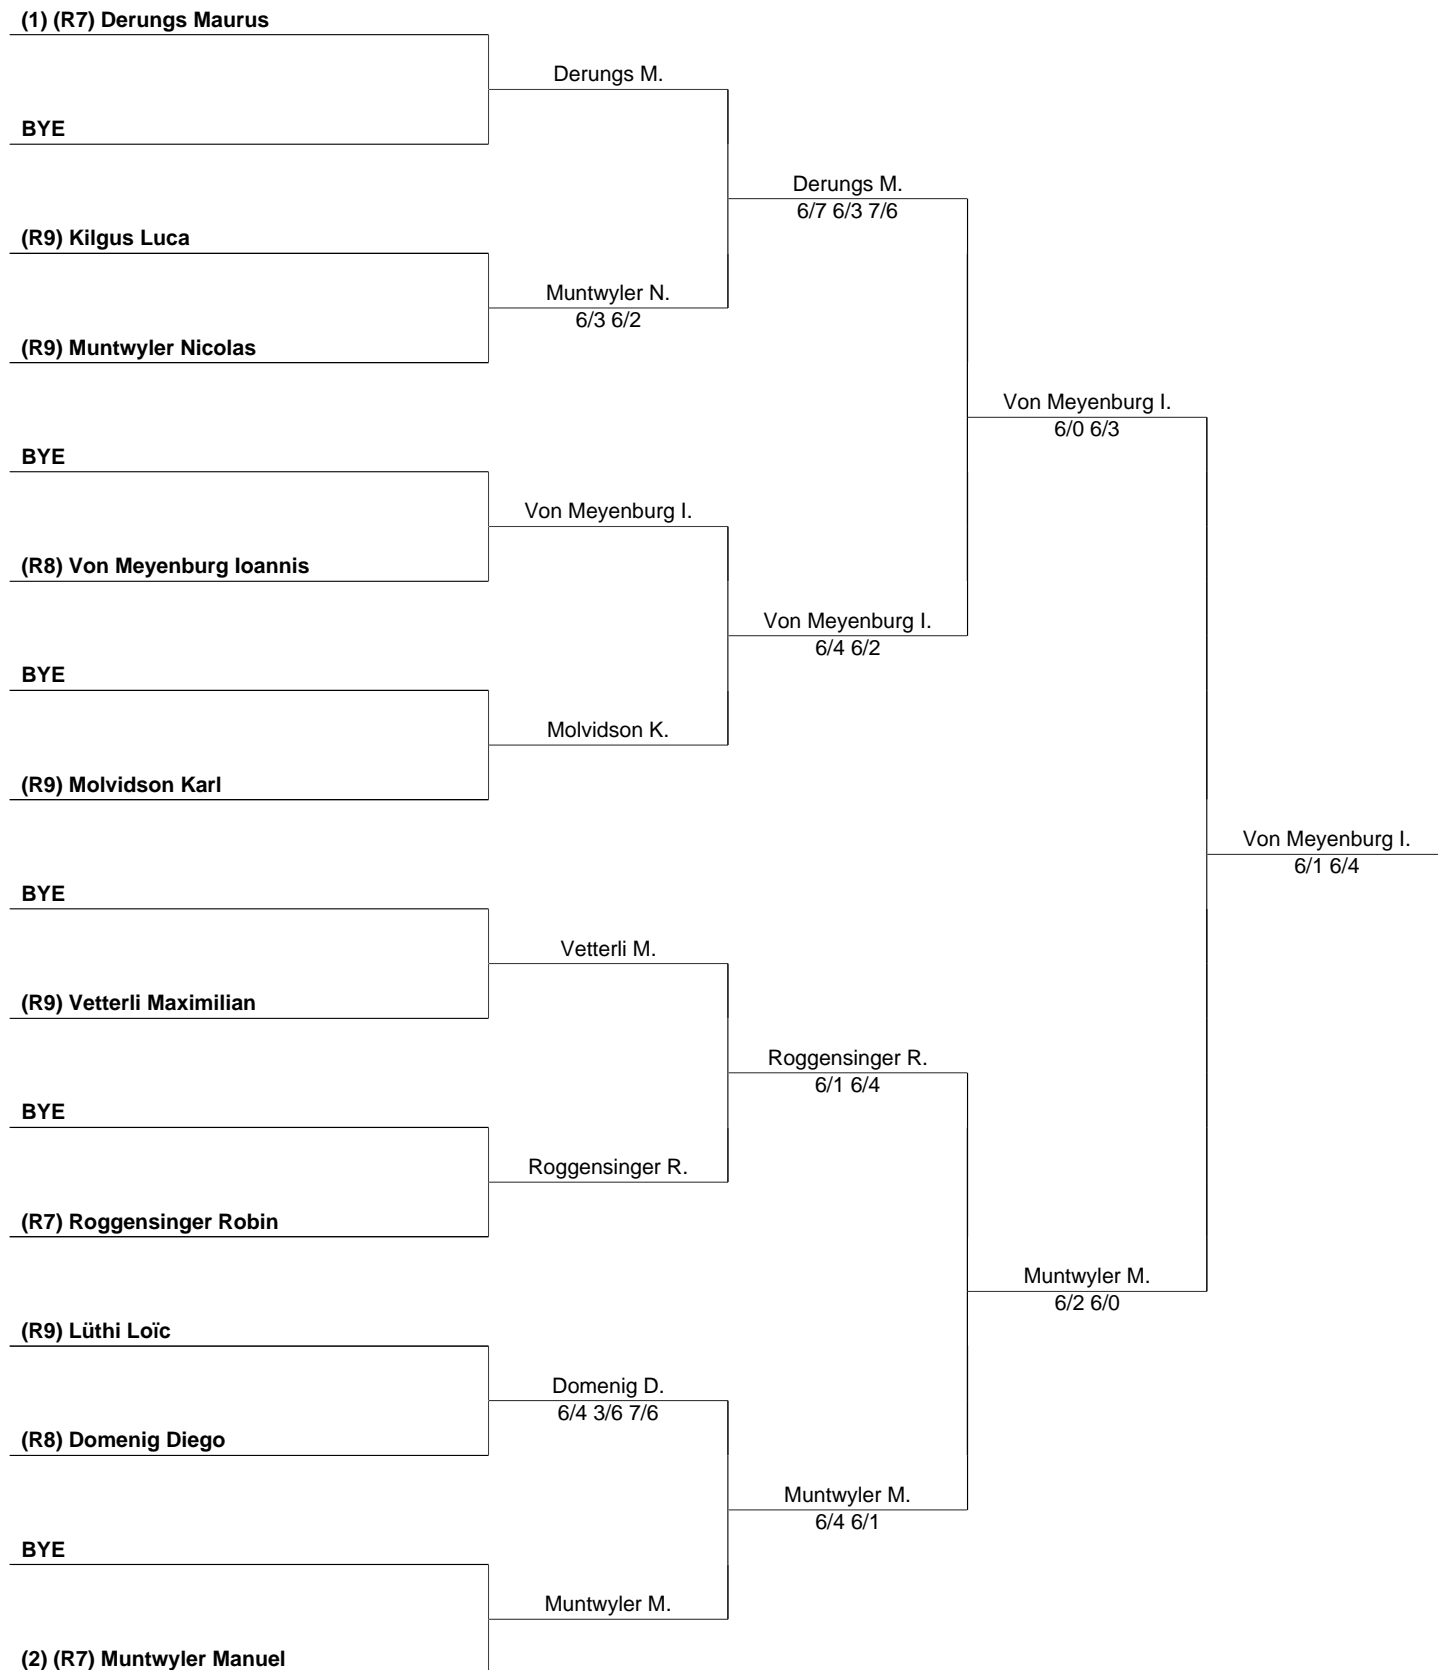 (1) (R7) Derungs Maurus
Derungs M.
BYE
Derungs M.
6/7 6/3 7/6
(R9) Kilgus Luca
Muntwyler N.
6/3 6/2
(R9) Muntwyler Nicolas
Von Meyenburg I.
6/0 6/3
BYE
Von Meyenburg I.
(R8) Von Meyenburg Ioannis
Von Meyenburg I.
6/4 6/2
BYE
Molvidson K.
(R9) Molvidson Karl
Von Meyenburg I.
6/1 6/4
BYE
Vetterli M.
(R9) Vetterli Maximilian
Roggensinger R.
6/1 6/4
BYE
Roggensinger R.
(R7) Roggensinger Robin
Muntwyler M.
6/2 6/0
(R9) Lüthi Loïc
Domenig D.
6/4 3/6 7/6
(R8) Domenig Diego
Muntwyler M.
6/4 6/1
BYE
Muntwyler M.
(2) (R7) Muntwyler Manuel